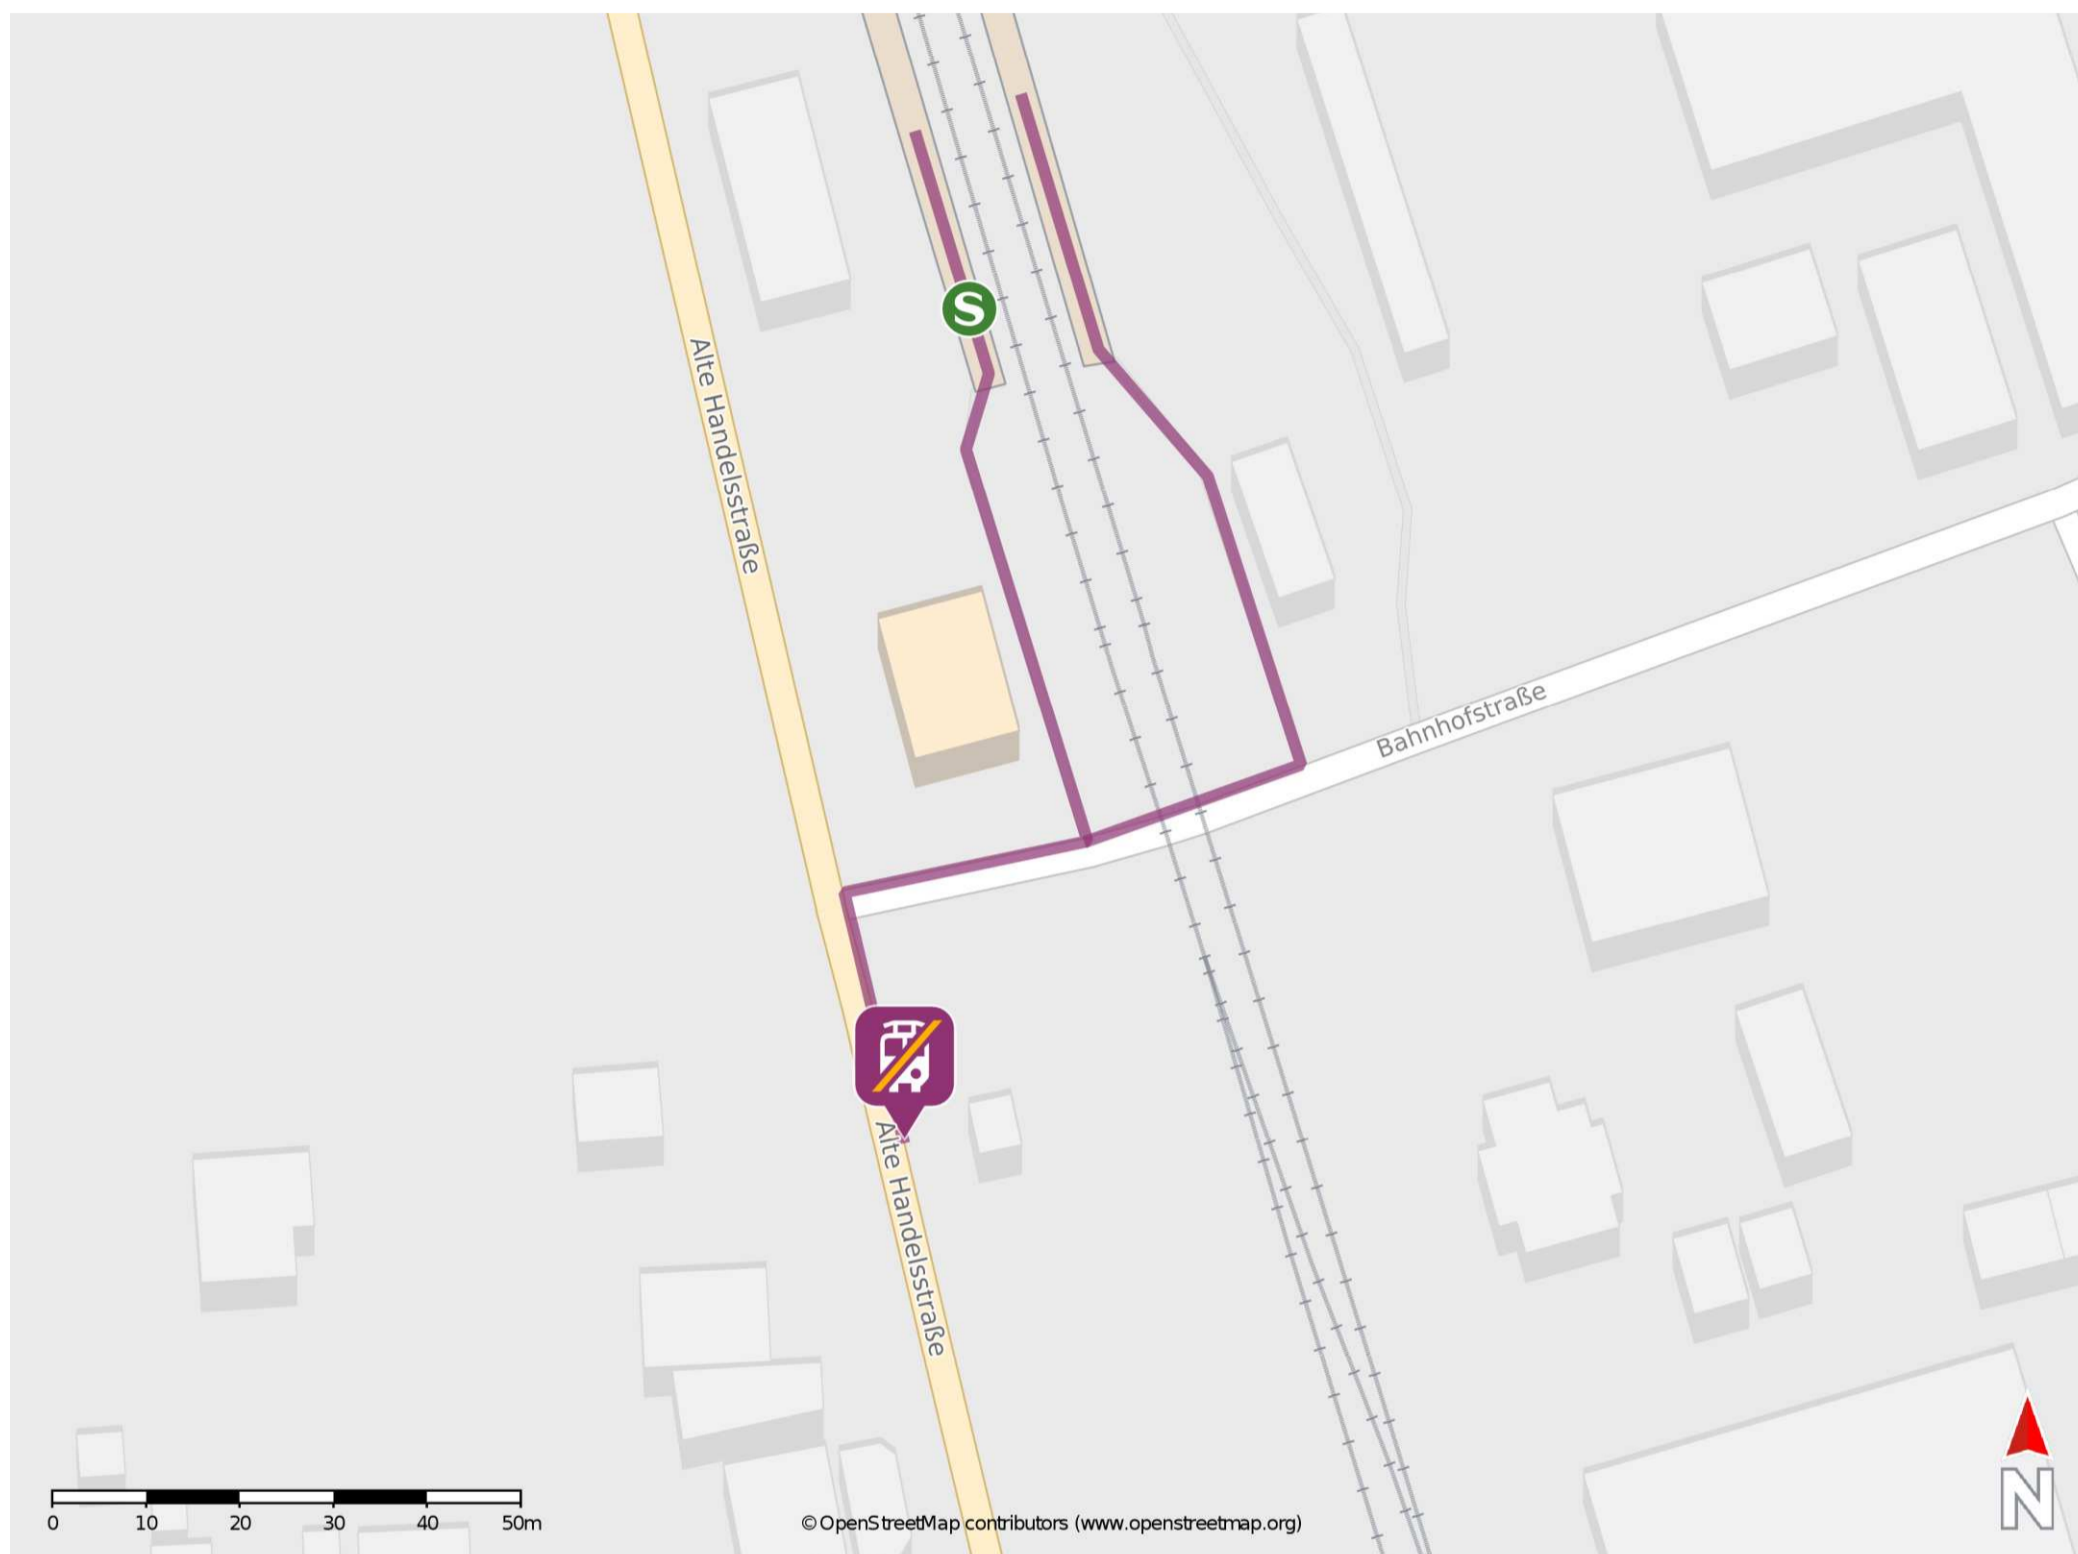 S
Alte Handelsstraße
Bahnhofstraße
Alte Handelsstraße
0 10 20 30 40 50m
© OpenStreetMap contributors (www.openstreetmap.org)
N